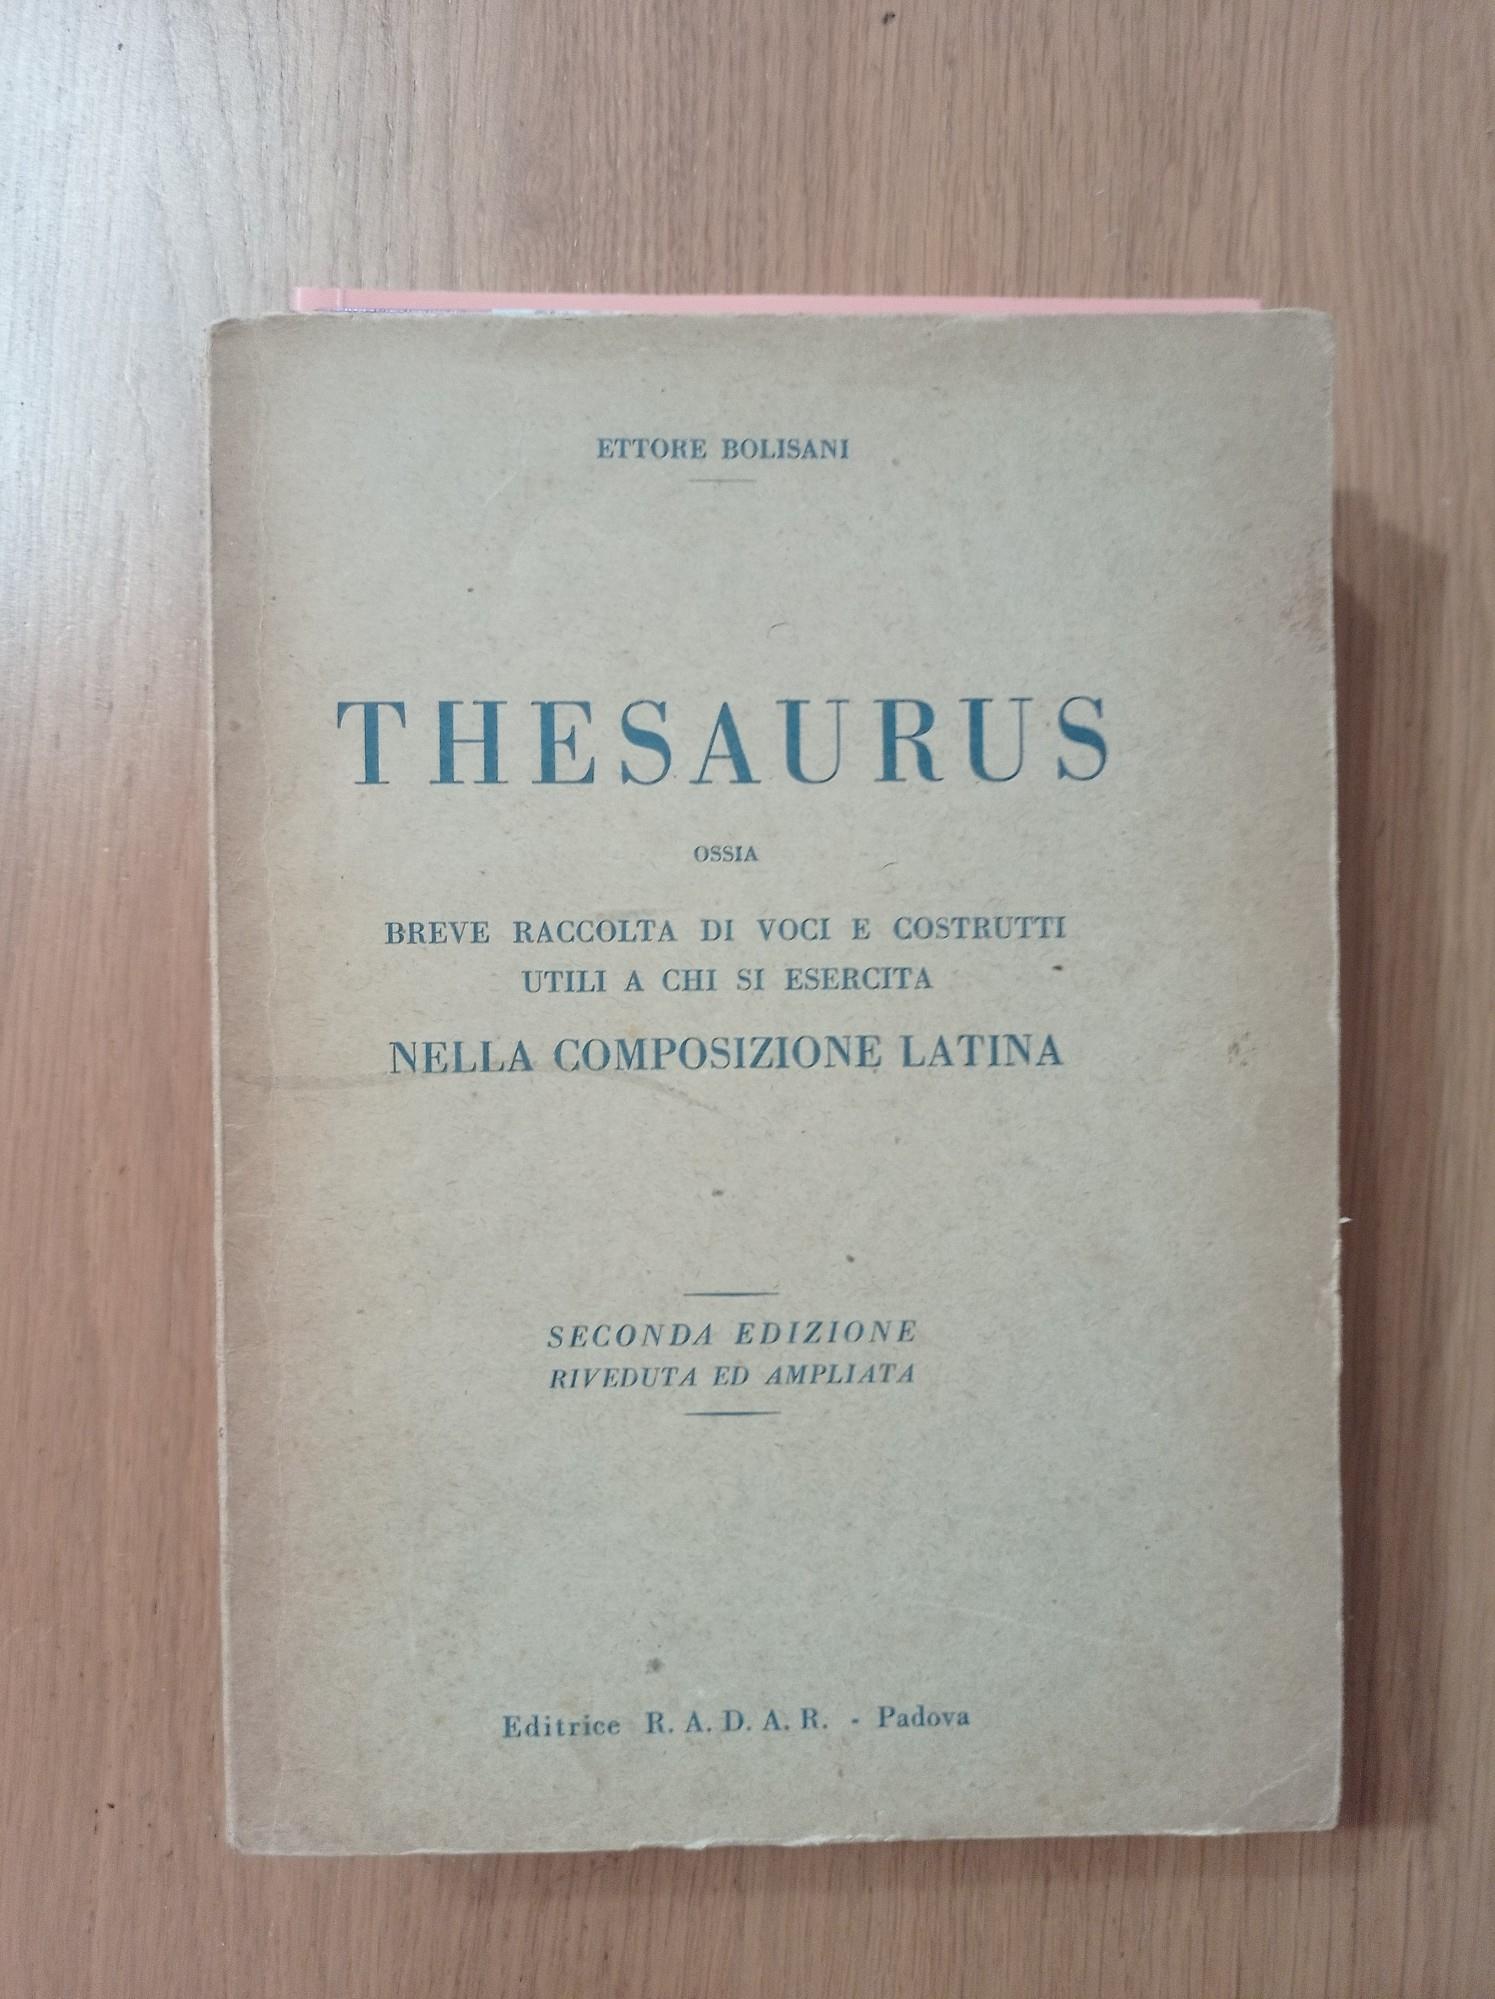 ETTORE BOLISANI
THESAURUS
OSSIA
BREVE RACCOLTA DI VOCI E COSTRUTTI
UTILI A CHI SI ESERCITA
NELLA COMPOSIZIONE LATINA
SECONDA EDIZIONE
RIVEDUTA ED AMPLIATA
Editrice R. A. D. A. R. - Padova